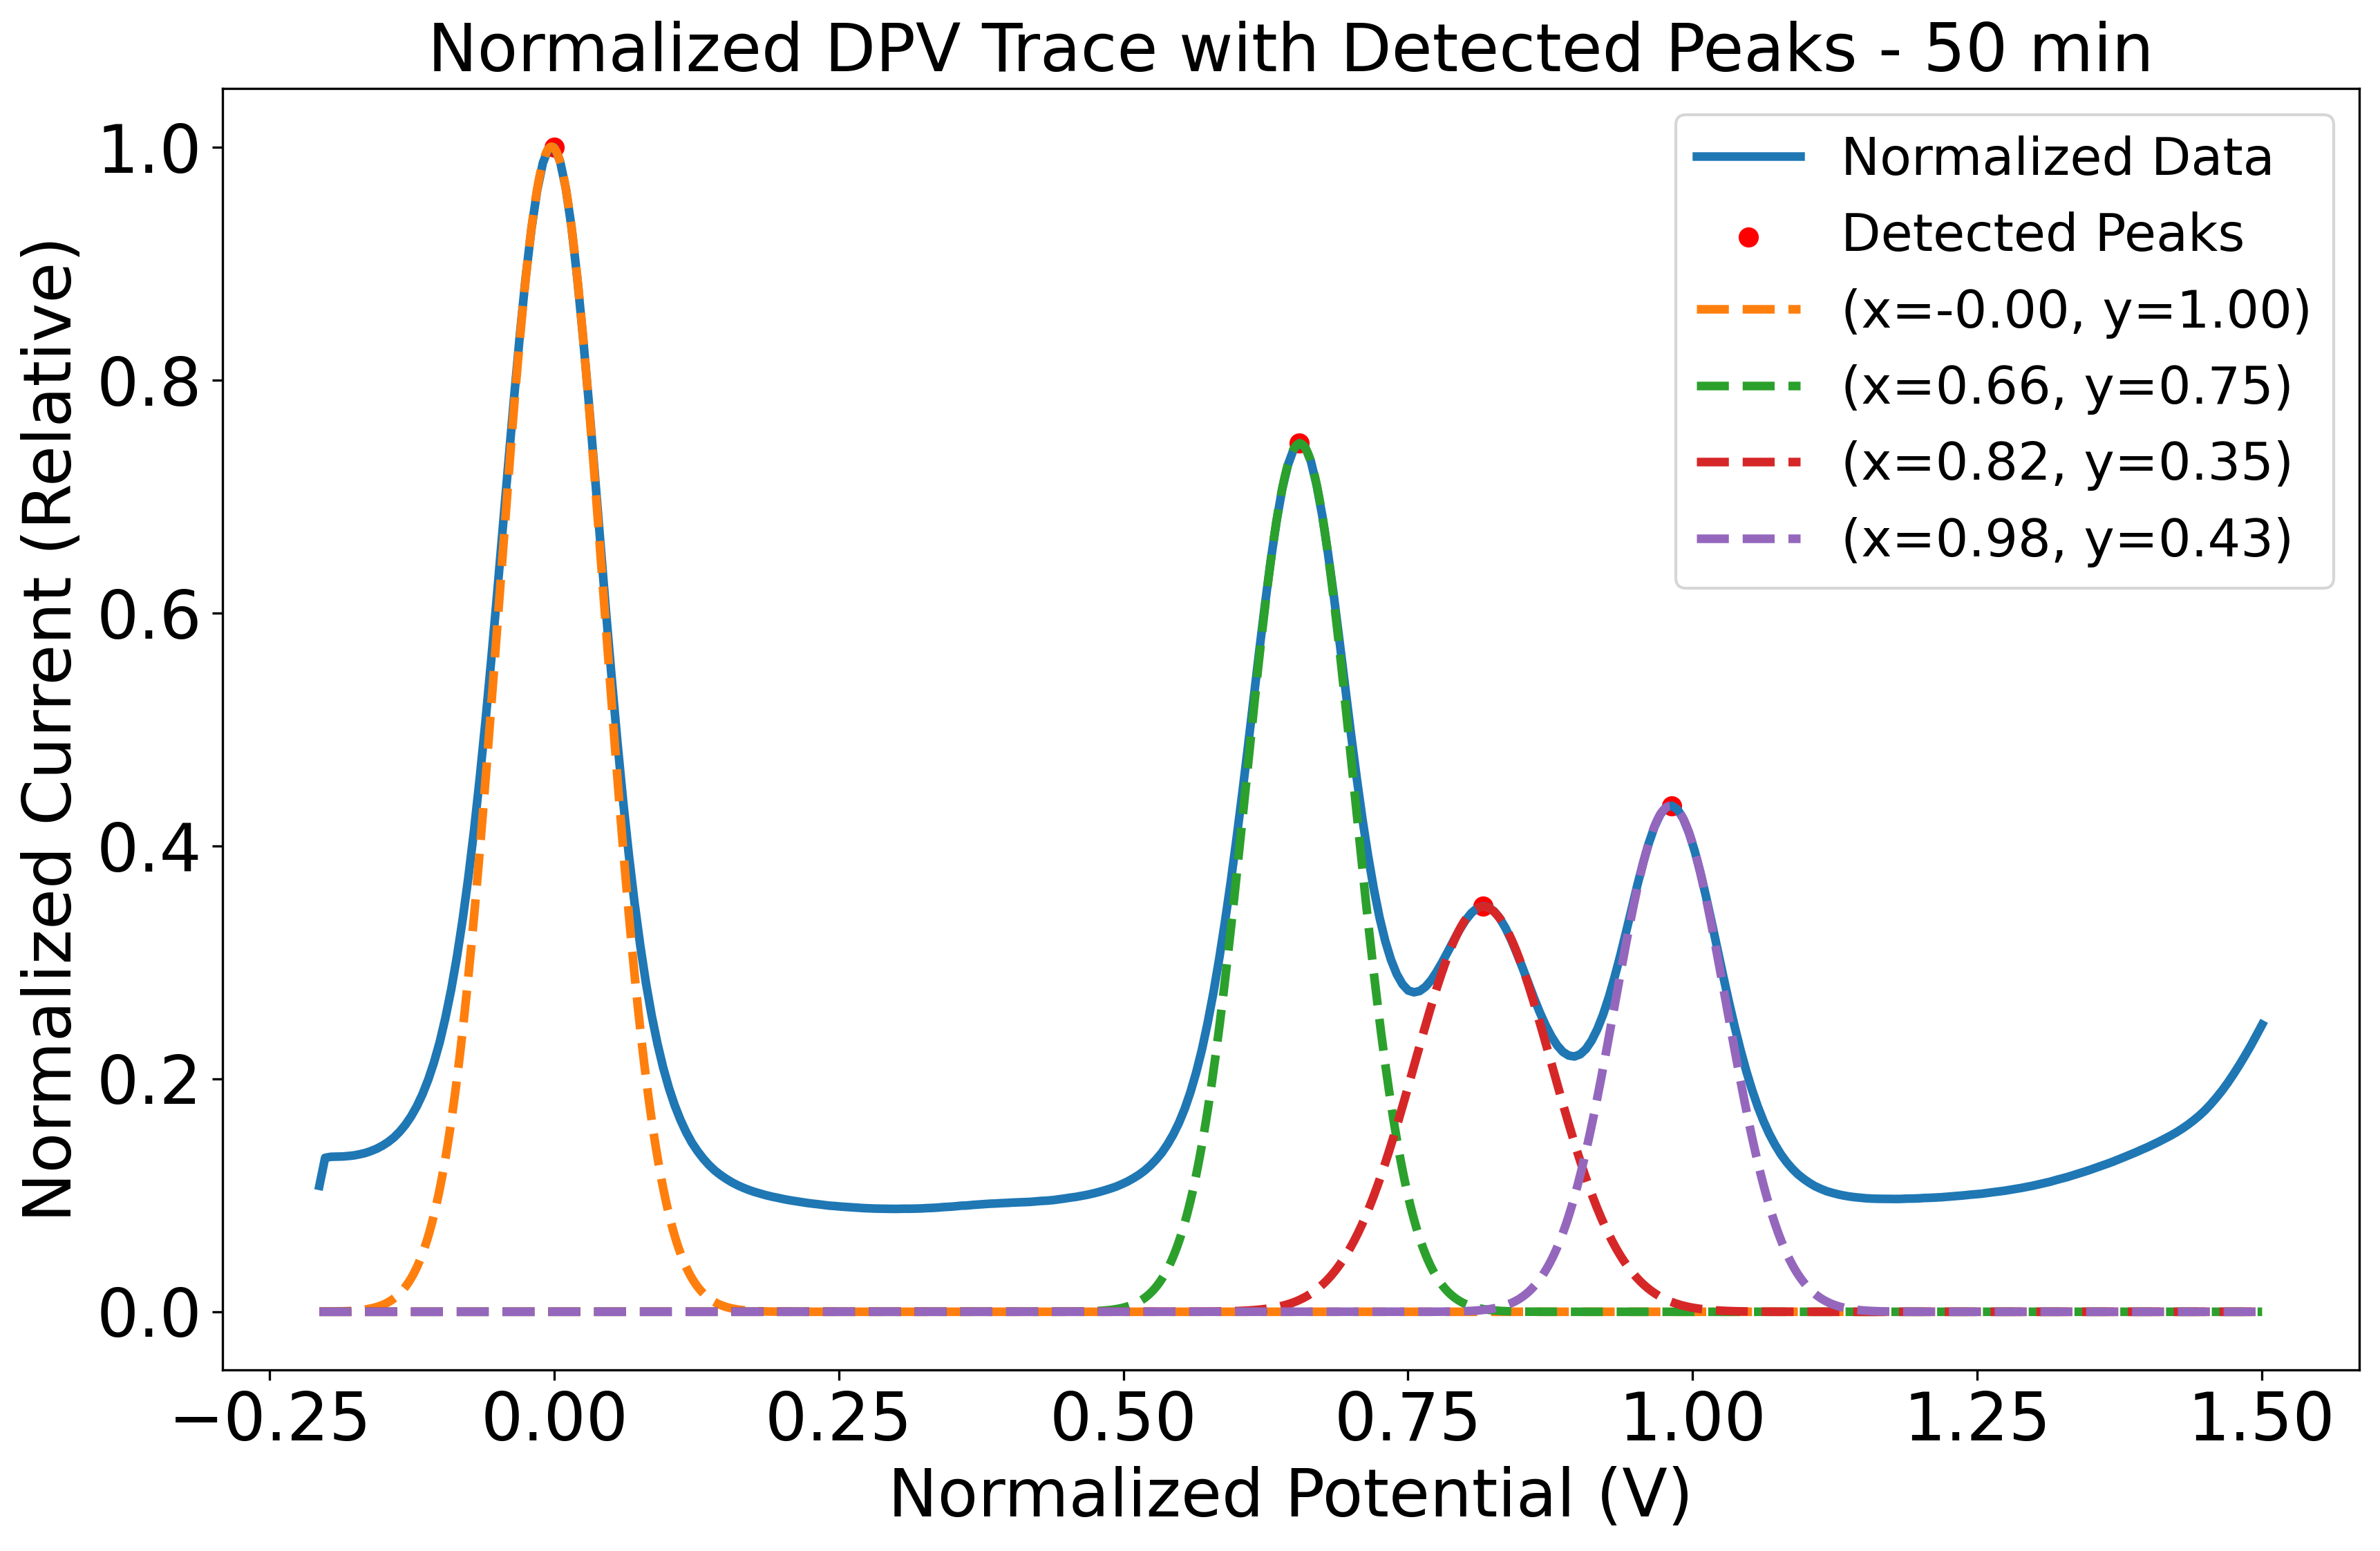 Normalized DPV Trace with Detected Peaks - 50 min
Normalized Current (Relative)
1.0
0.8
0.6
0.4
0.2
0.0
Normalized Data
Detected Peaks
(x=-0.00, y=1.00)
(x=0.66, y=0.75)
(x=0.82, y=0.35)
(x=0.98, y=0.43)
−0.25 0.00 0.25 0.50 0.75 1.00 1.25 1.50
Normalized Potential (V)